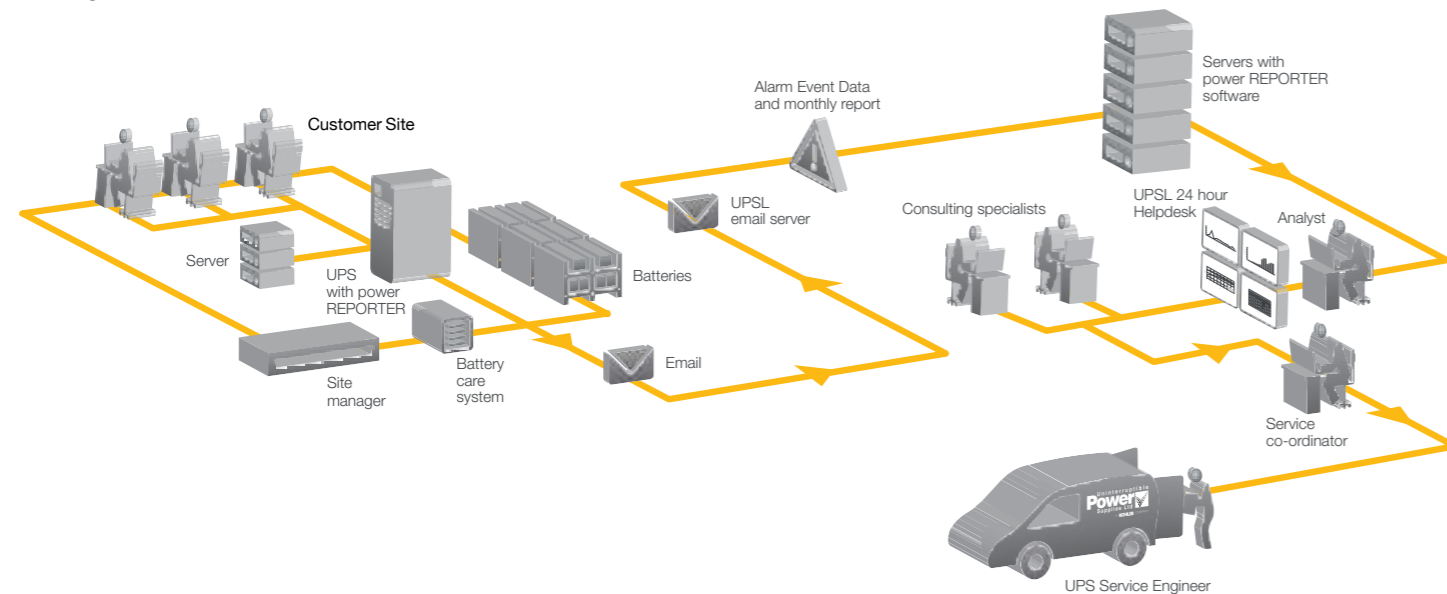 Customer Site
Server
UPS
with power
REPORTER
Batteries
Site
manager
Battery
care
system
Email
UPSL
email server
Alarm Event Data
and monthly report
Servers with
power REPORTER
software
Consulting specialists
UPSL 24 hour
Helpdesk
Analyst
Service
co-ordinator
Uninterruptible
Power
Supplies Ltd
KOHLER
UPS Service Engineer